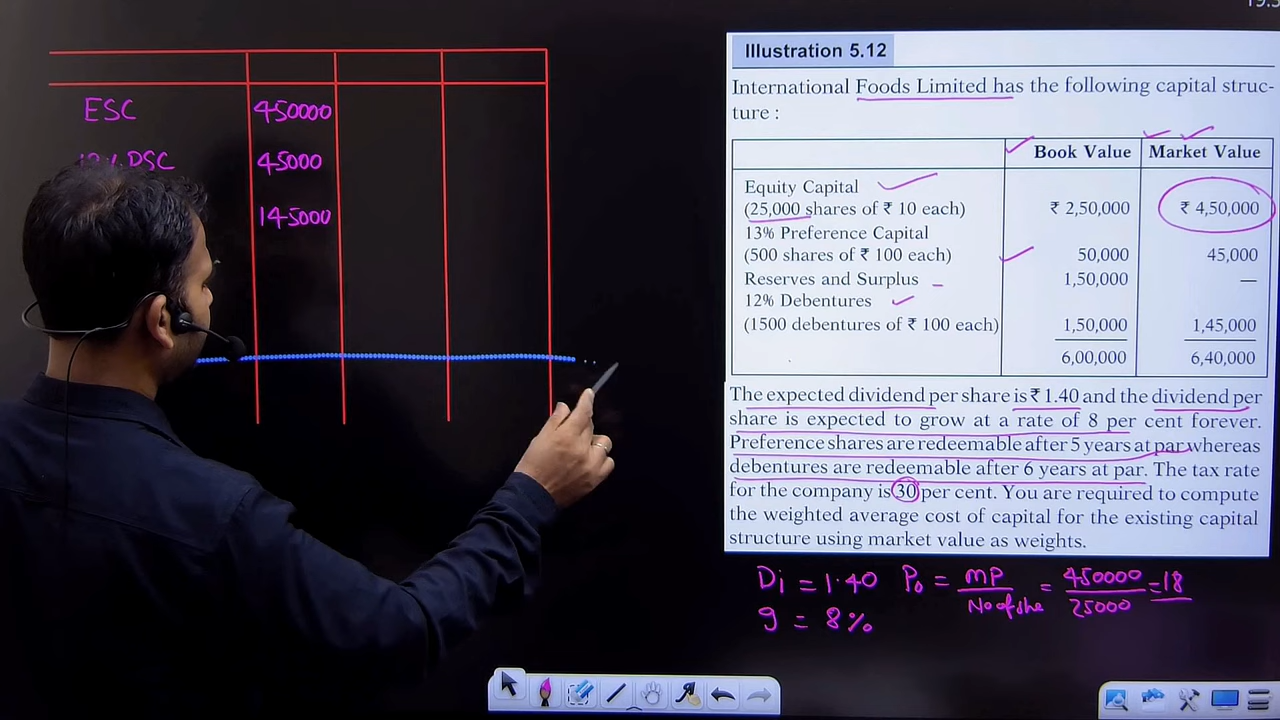 19.5
ESC 450000
PSC 45000
145000
Illustration 5.12
International Foods Limited has the following capital struc-
ture :
Book Value Market Value
Equity Capital
(25,000 shares of ₹ 10 each) ₹ 2,50,000 ₹ 4,50,000
13% Preference Capital
(500 shares of ₹ 100 each) 50,000 45,000
Reserves and Surplus 1,50,000 —
12% Debentures
(1500 debentures of ₹ 100 each) 1,50,000 1,45,000
6,00,000 6,40,000
The expected dividend per share is ₹ 1.40 and the dividend per
share is expected to grow at a rate of 8 per cent forever.
Preference shares are redeemable after 5 years at par whereas
debentures are redeemable after 6 years at par. The tax rate
for the company is 30 per cent. You are required to compute
the weighted average cost of capital for the existing capital
structure using market value as weights.
D1 = 1.40 P0 = MP / No of sha = 450000 / 25000 = 18
g = 8%